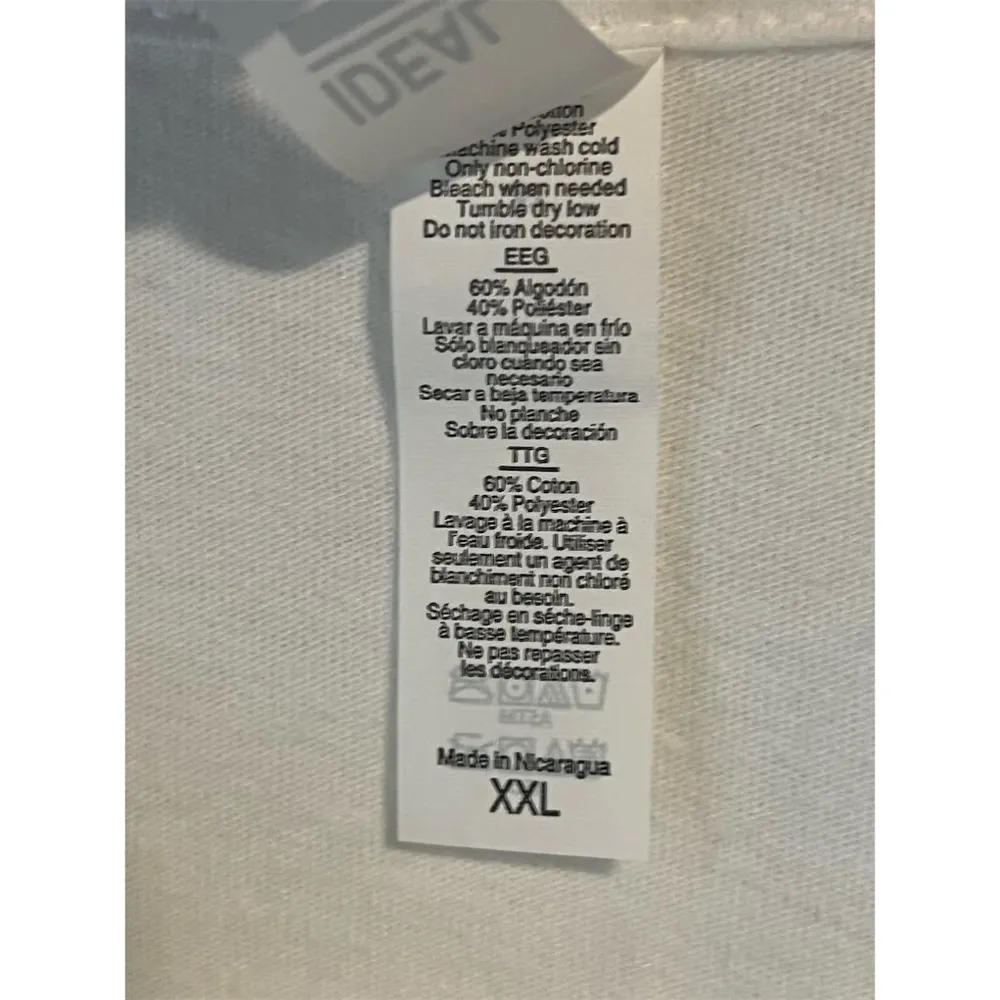 IDEAL
Polyester
machine wash cold
Only non-chlorine
Bleach when needed
Tumble dry low
Do not iron decoration
EEG
60% Algodón
40% Poliéster
Lavar a máquina en frío
Sólo blanqueador sin
cloro cuando sea
necesario
Secar a baja temperatura
No planche
Sobre la decoración
TTG
60% Coton
40% Polyester
Lavage à la machine à
l'eau froide. Utiliser
seulement un agent de
blanchiment non chloré
au besoin.
Séchage en séche-linge
à basse température.
Ne pas repasser
les décorations.
ASTM
Made in Nicaragua
XXL